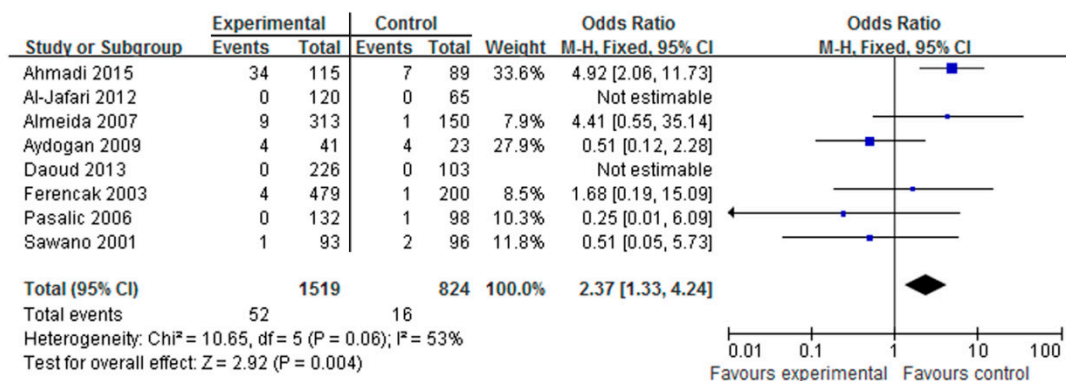 Experimental Control Odds Ratio Odds Ratio
Study or Subgroup Events Total Events Total Weight M-H, Fixed, 95% CI M-H, Fixed, 95% CI
Ahmadi 2015 34 115 7 89 33.6% 4.92 [2.06, 11.73]
Al-Jafari 2012 0 120 0 65 Not estimable
Almeida 2007 9 313 1 150 7.9% 4.41 [0.55, 35.14]
Aydogan 2009 4 41 4 23 27.9% 0.51 [0.12, 2.28]
Daoud 2013 0 226 0 103 Not estimable
Ferencak 2003 4 479 1 200 8.5% 1.68 [0.19, 15.09]
Pasalic 2006 0 132 1 98 10.3% 0.25 [0.01, 6.09]
Sawano 2001 1 93 2 96 11.8% 0.51 [0.05, 5.73]
Total (95% CI) 1519 824 100.0% 2.37 [1.33, 4.24]
Total events 52 16
Heterogeneity: Chi² = 10.65, df = 5 (P = 0.06); I² = 53%
Test for overall effect: Z = 2.92 (P = 0.004)
0.01 0.1 1 10 100
Favours experimental Favours control